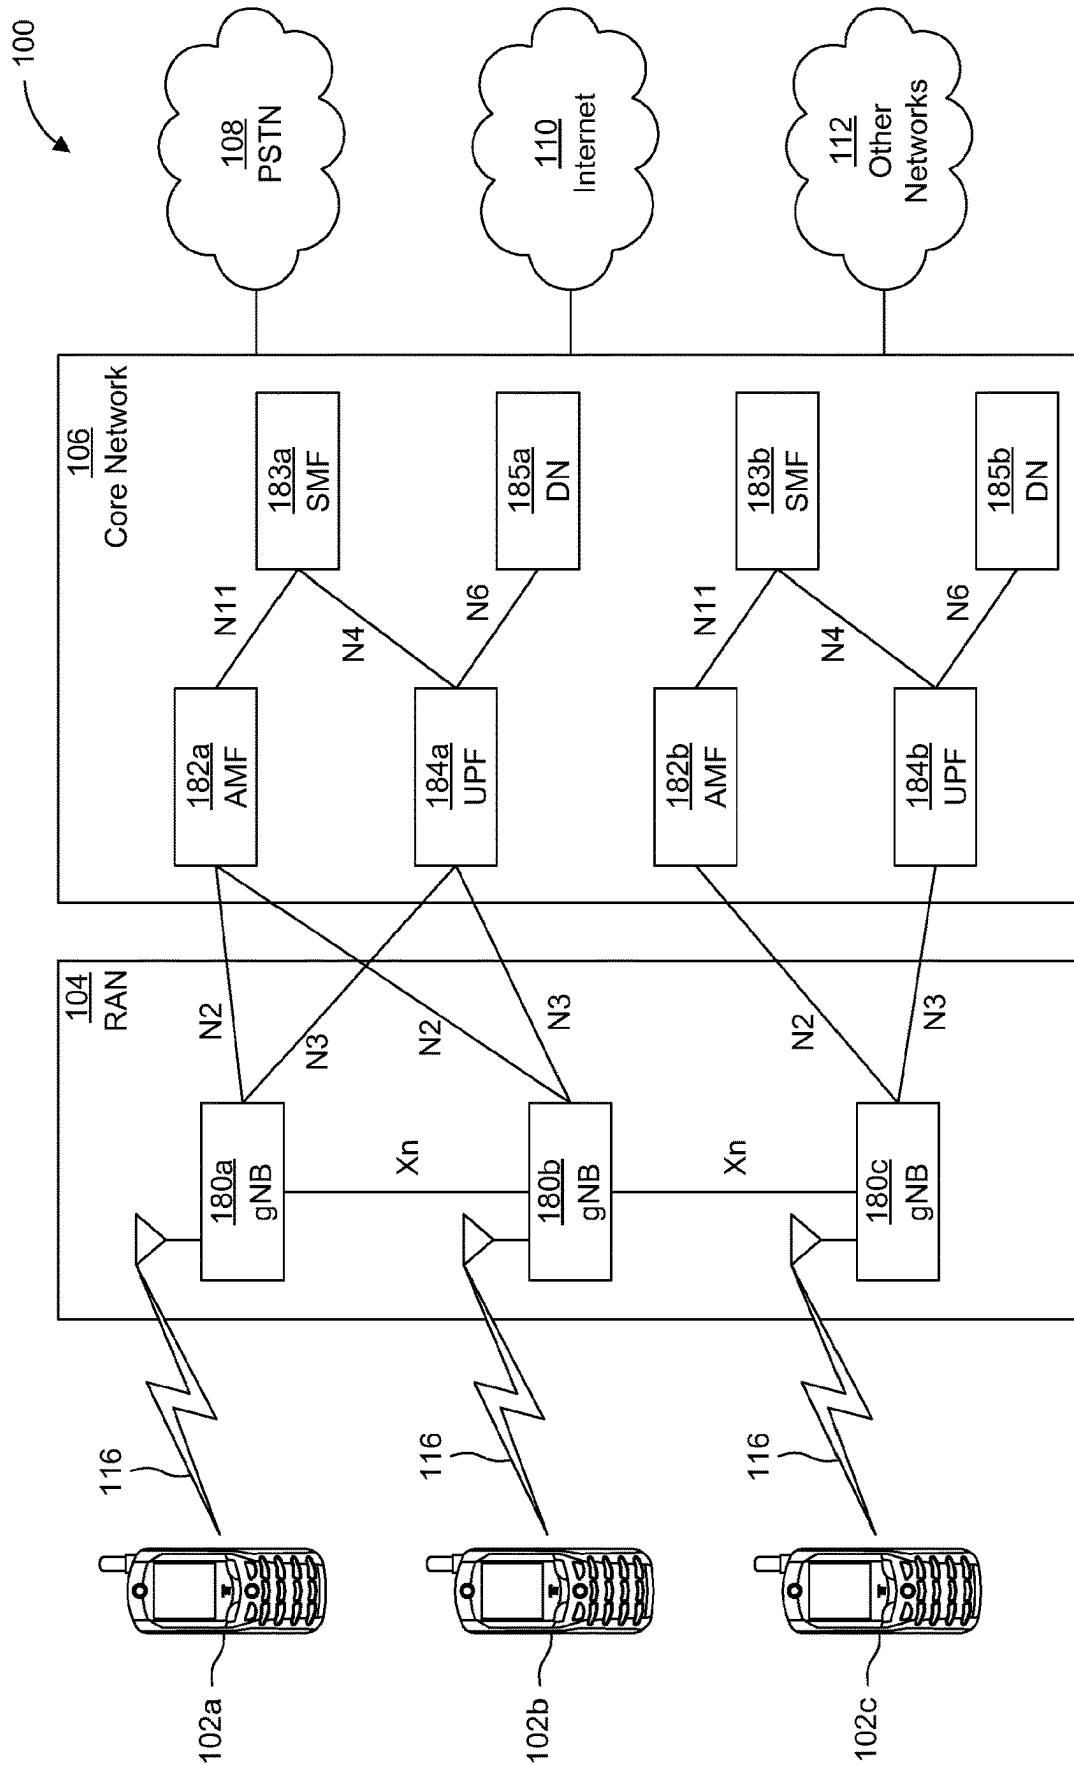 100
102a
116
102b
116
102c
116
104
RAN
180a
gNB
180b
gNB
180c
gNB
Xn
Xn
N2
N3
N2
N3
N2
N3
106
Core Network
182a
AMF
184a
UPF
182b
AMF
184b
UPF
N11
N4
N6
N11
N4
N6
183a
SMF
185a
DN
183b
SMF
185b
DN
108
PSTN
110
Internet
112
Other
Networks